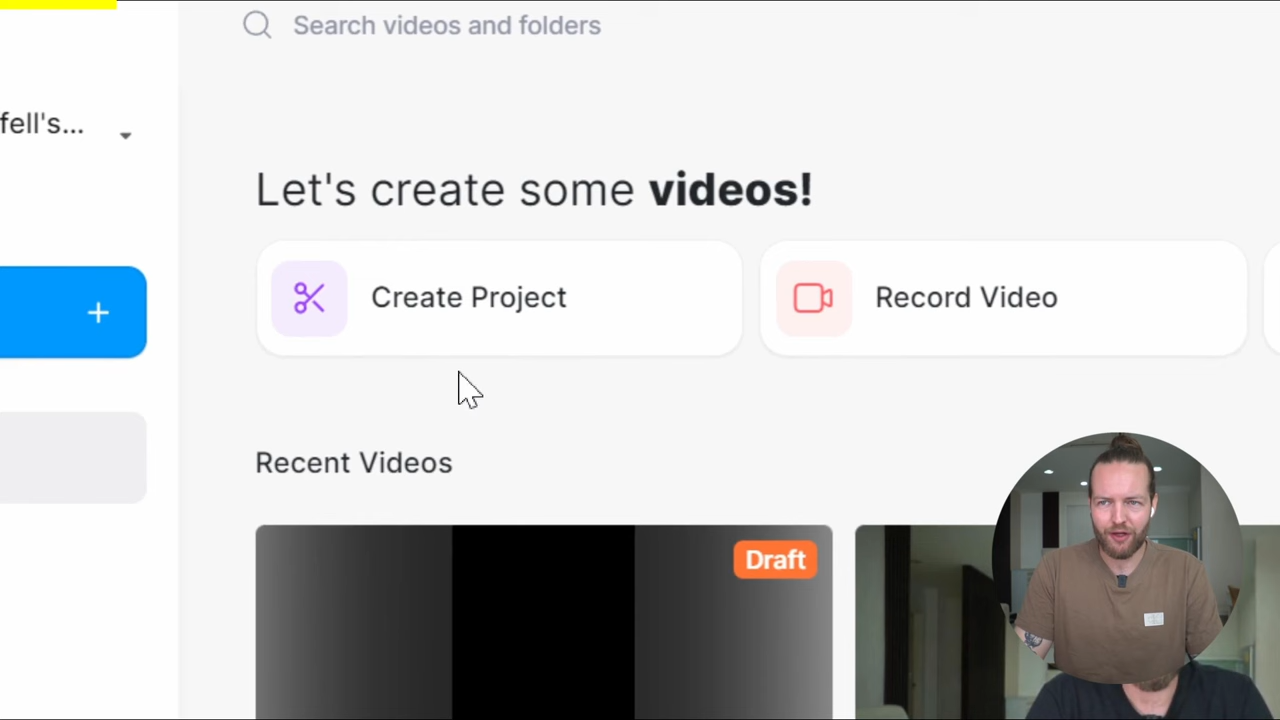 Search videos and folders
fell's...
Let's create some videos!
Create Project
Record Video
Recent Videos
Draft